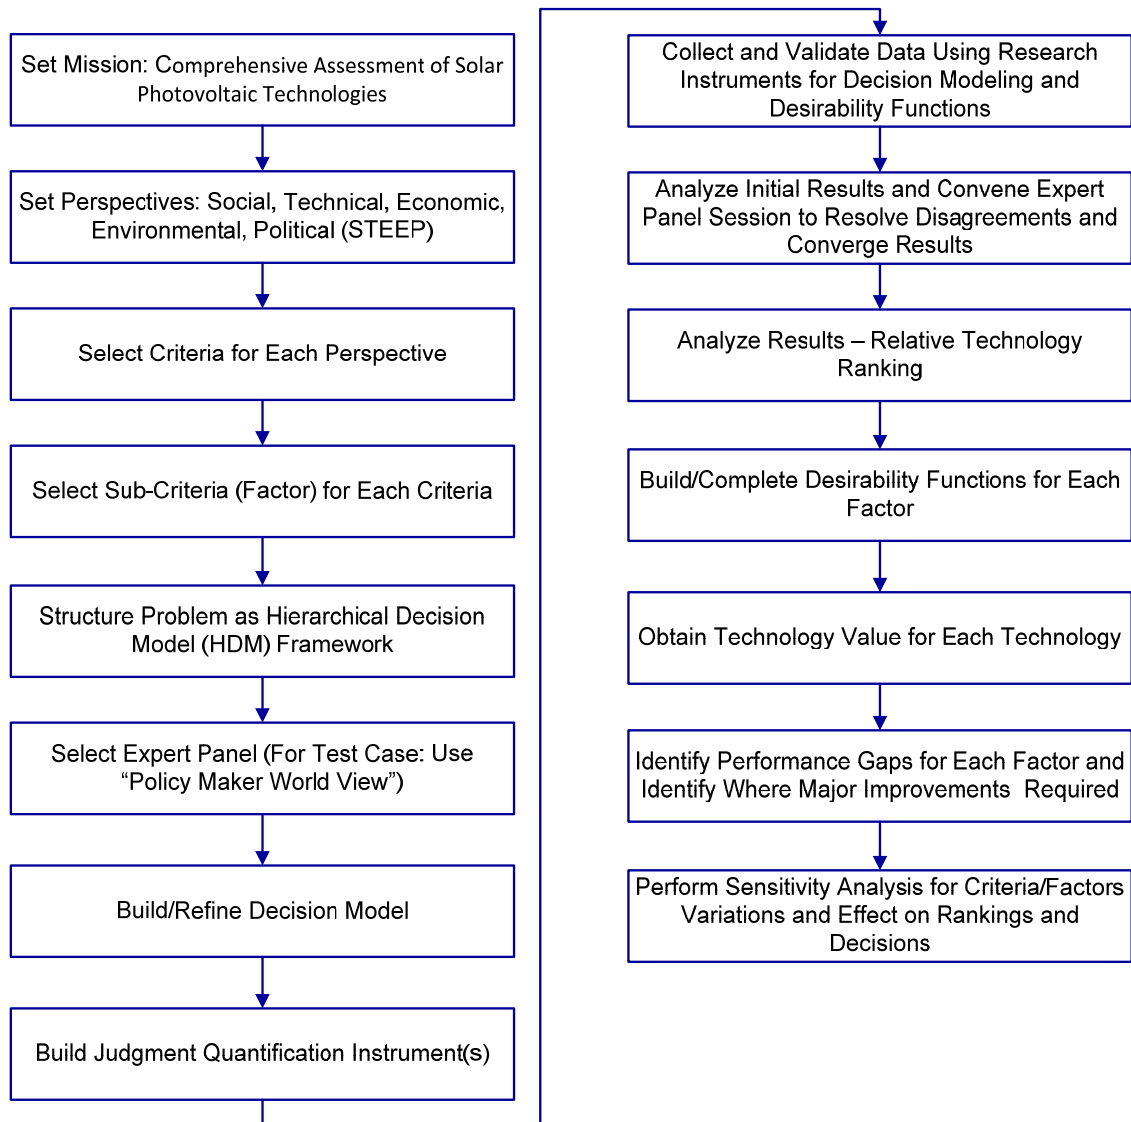 Set Mission: Comprehensive Assessment of Solar
Photovoltaic Technologies
Set Perspectives: Social, Technical, Economic,
Environmental, Political (STEEP)
Select Criteria for Each Perspective
Select Sub-Criteria (Factor) for Each Criteria
Structure Problem as Hierarchical Decision
Model (HDM) Framework
Select Expert Panel (For Test Case: Use
“Policy Maker World View”)
Build/Refine Decision Model
Build Judgment Quantification Instrument(s)
Collect and Validate Data Using Research
Instruments for Decision Modeling and
Desirability Functions
Analyze Initial Results and Convene Expert
Panel Session to Resolve Disagreements and
Converge Results
Analyze Results – Relative Technology
Ranking
Build/Complete Desirability Functions for Each
Factor
Obtain Technology Value for Each Technology
Identify Performance Gaps for Each Factor and
Identify Where Major Improvements Required
Perform Sensitivity Analysis for Criteria/Factors
Variations and Effect on Rankings and
Decisions